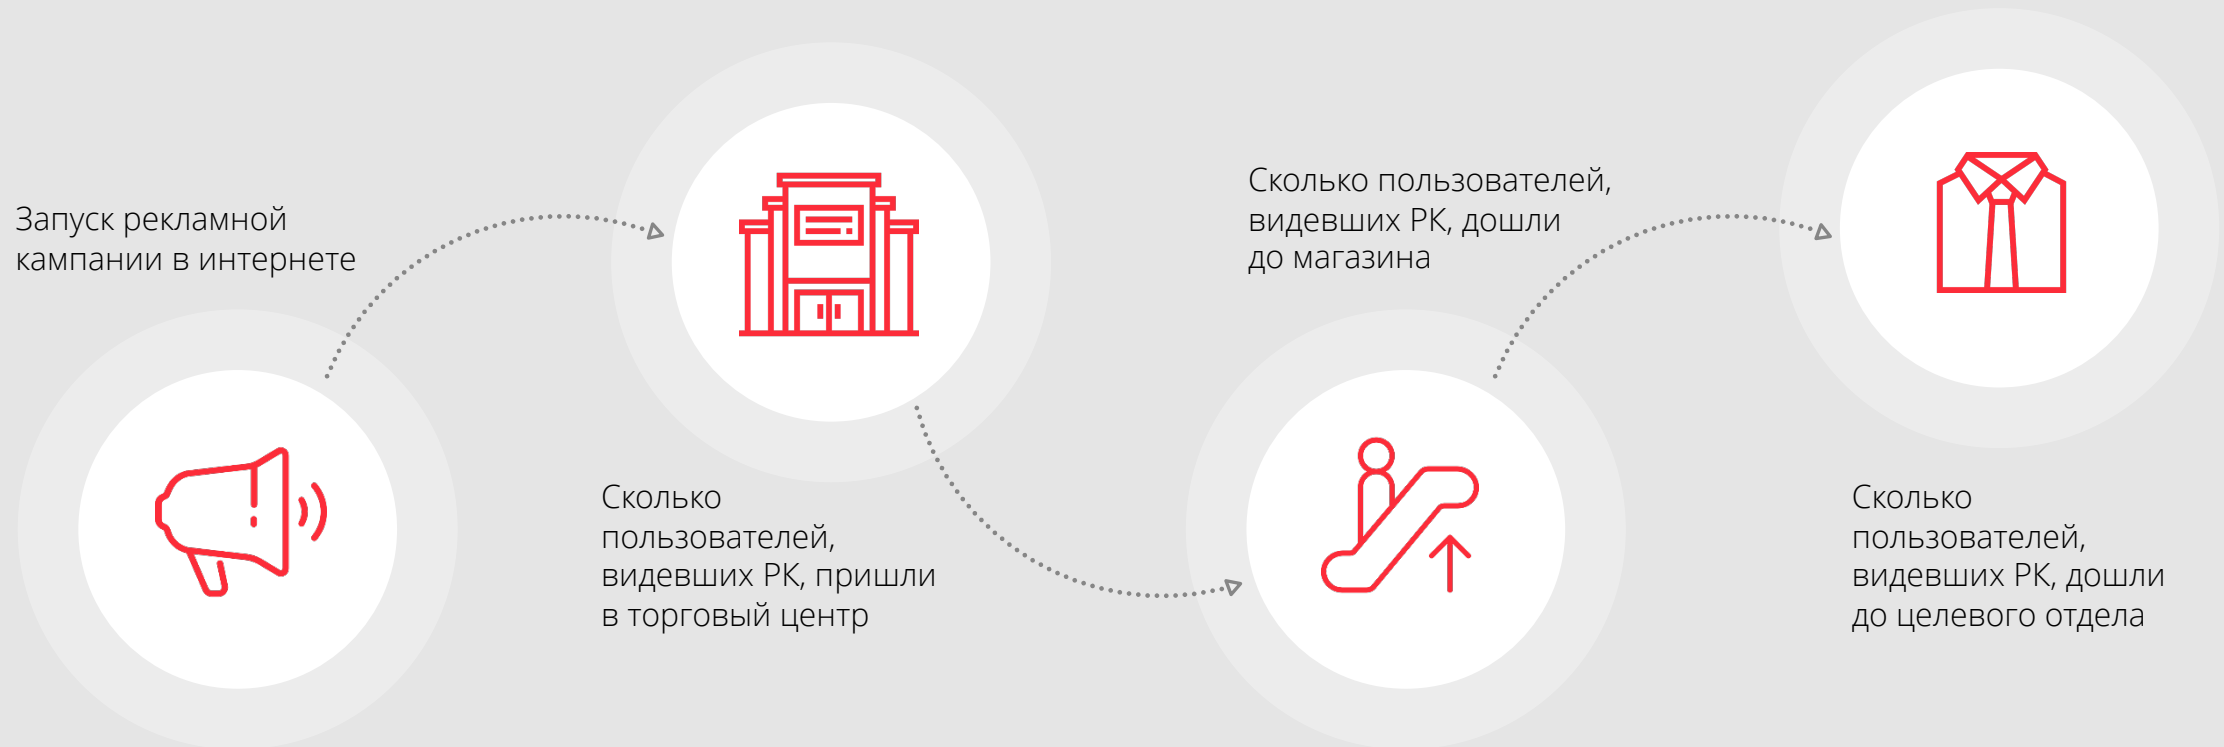 Запуск рекламной
кампании в интернете
Сколько
пользователей,
видевших РК, пришли
в торговый центр
Сколько пользователей,
видевших РК, дошли
до магазина
Сколько
пользователей,
видевших РК, дошли
до целевого отдела